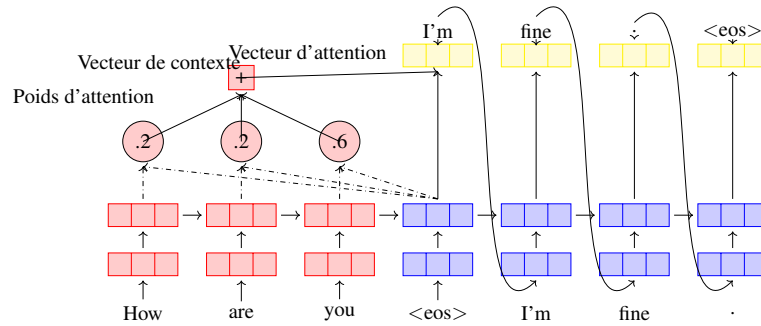 I'm fine . <eos>
Vecteur d'attention
Vecteur de contexte
+
Poids d'attention
.2 .2 .6
How are you <eos> I'm fine .